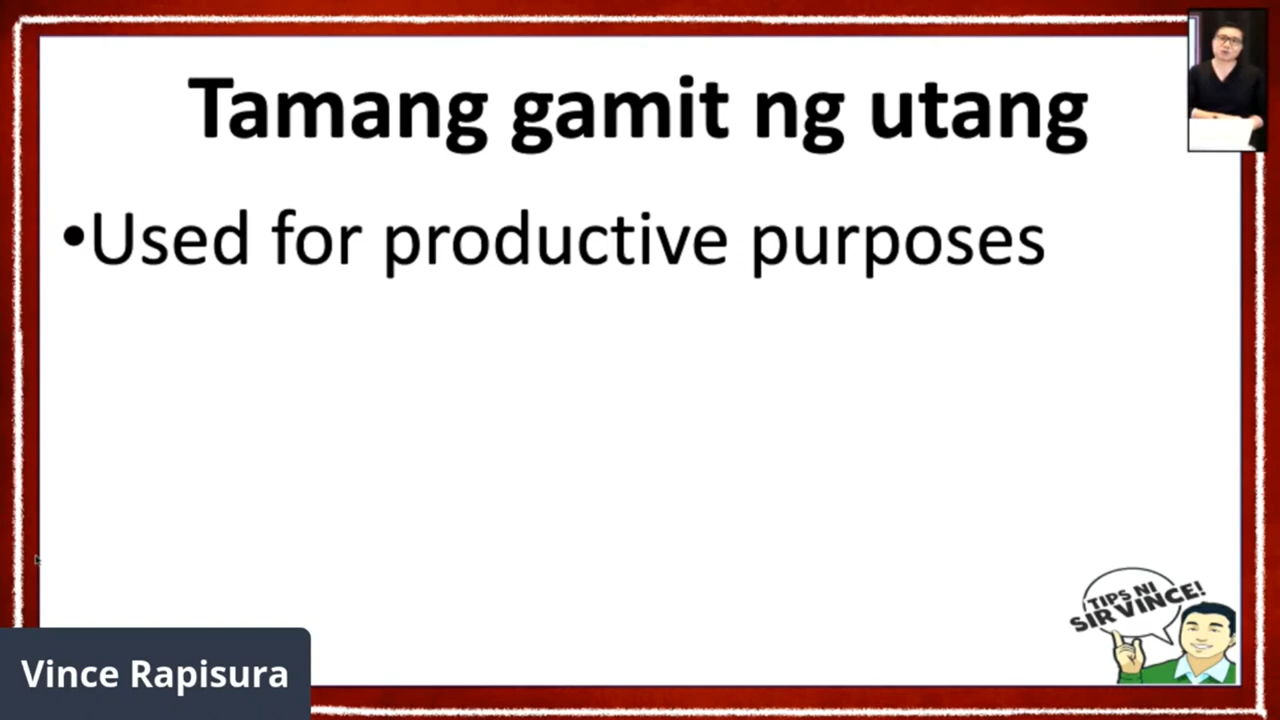 Tamang gamit ng utang
•Used for productive purposes
TIPS NI
SIR VINCE!
Vince Rapisura